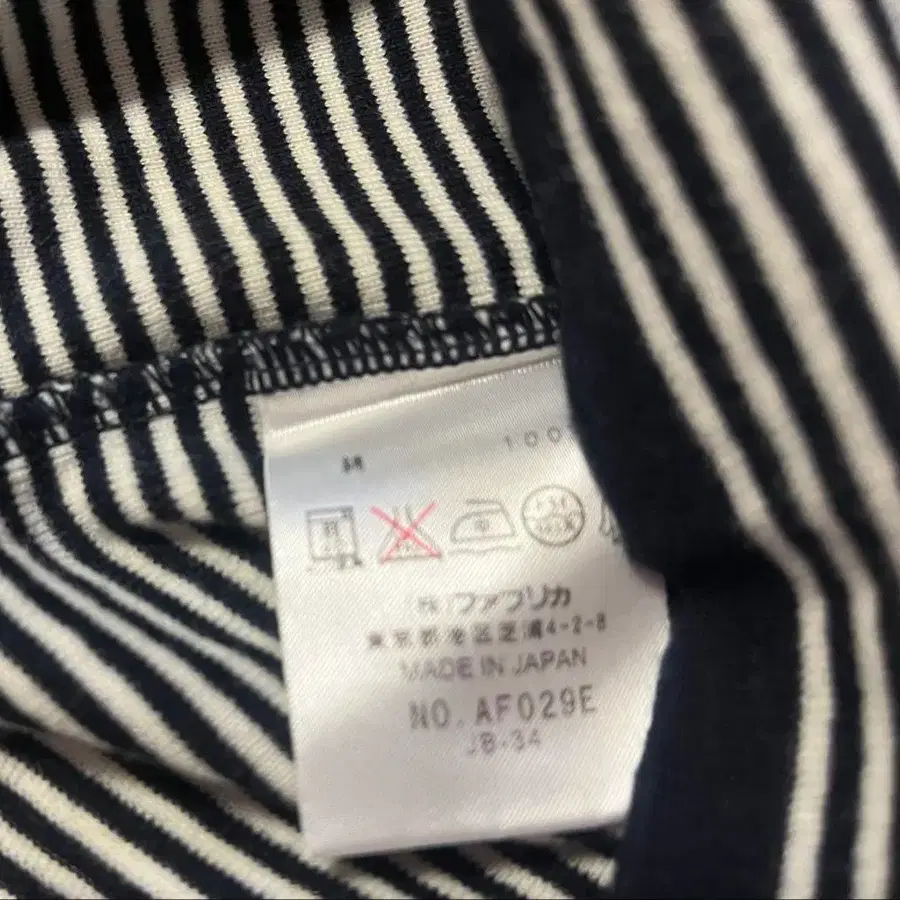 綿 100
(株)ファブリカ
東京都港区芝浦4-2-8
MADE IN JAPAN
NO. AF029E
JB-34